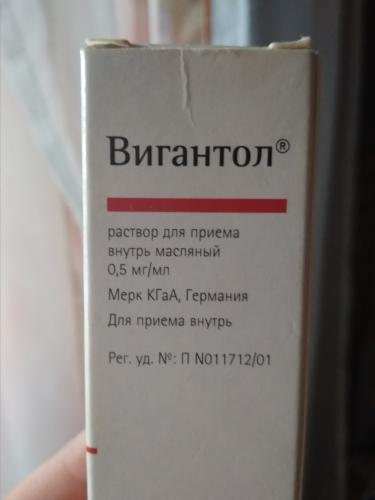 Вигантол®
раствор для приема
внутрь масляный
0,5 мг/мл
Мерк КГаА, Германия
Для приема внутрь
Рег. уд. №: П N011712/01